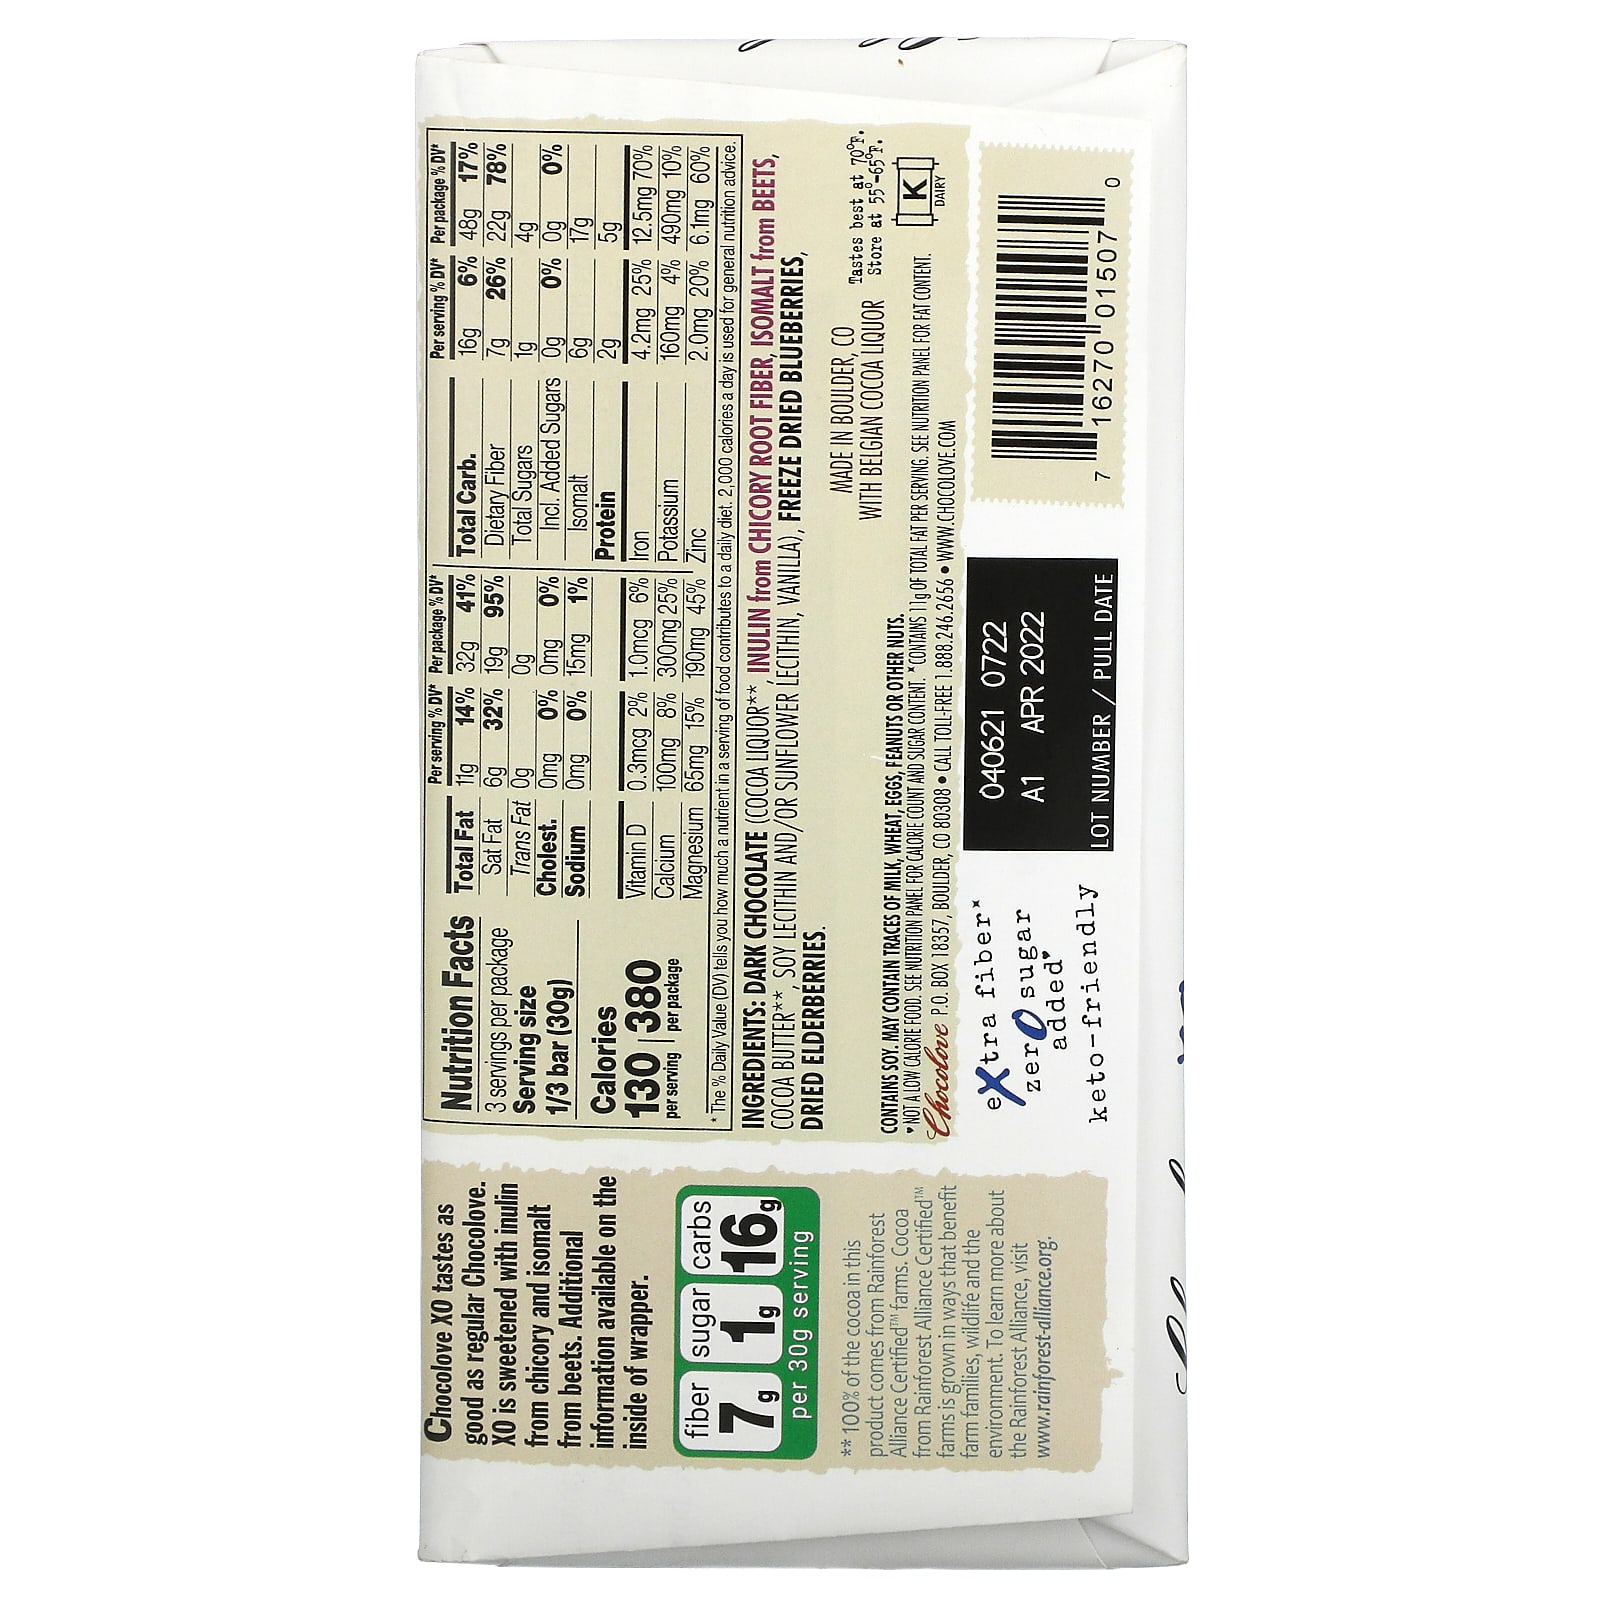 Chocolove XO tastes as
good as regular Chocolove.
XO is sweetened with inulin
from chicory and isomalt
from beets. Additional
information available on the
inside of wrapper.
fiber sugar carbs
7g 1g 16g
per 30g serving
** 100% of the cocoa in this
product comes from Rainforest
Alliance Certified™ farms. Cocoa
from Rainforest Alliance Certified™
farms is grown in ways that benefit
farm families, wildlife and the
environment. To learn more about
the Rainforest Alliance, visit
www.rainforest-alliance.org.
Nutrition Facts
3 servings per package
Serving size
1/3 bar (30g)
Calories
130 380
per serving per package
Per serving % DV* Per package % DV*
Total Fat 11g 14% 32g 41%
Sat Fat 6g 32% 19g 95%
Trans Fat 0g 0g
Cholest. 0mg 0% 0mg 0%
Sodium 0mg 0% 15mg 1%
Vitamin D 0.3mcg 2% 1.0mcg 6%
Calcium 100mg 8% 300mg 25%
Magnesium 65mg 15% 190mg 45%
Per serving % DV* Per package % DV*
Total Carb. 16g 6% 48g 17%
Dietary Fiber 7g 26% 22g 78%
Total Sugars 1g 4g
Incl. Added Sugars 0g 0% 0g 0%
Isomalt 6g 17g
Protein 2g 5g
Iron 4.2mg 25% 12.5mg 70%
Potassium 160mg 4% 490mg 10%
Zinc 2.0mg 20% 6.1mg 60%
* The % Daily Value (DV) tells you how much a nutrient in a serving of food contributes to a daily diet. 2,000 calories a day is used for general nutrition advice.
INGREDIENTS: DARK CHOCOLATE (COCOA LIQUOR**, INULIN from CHICORY ROOT FIBER, ISOMALT from BEETS,
COCOA BUTTER**, SOY LECITHIN AND/OR SUNFLOWER LECITHIN, VANILLA), FREEZE DRIED BLUEBERRIES,
DRIED ELDERBERRIES.
MADE IN BOULDER, CO
WITH BELGIAN COCOA LIQUOR
Tastes best at 70°F.
Store at 55°-65°F.
K
DAIRY
CONTAINS SOY. MAY CONTAIN TRACES OF MILK, WHEAT, EGGS, PEANUTS OR OTHER NUTS.
♥NOT A LOW CALORIE FOOD. SEE NUTRITION PANEL FOR CALORIE COUNT AND SUGAR CONTENT. *CONTAINS 11g OF TOTAL FAT PER SERVING. SEE NUTRITION PANEL FOR FAT CONTENT.
Chocolove P.O. BOX 18357, BOULDER, CO 80308 • CALL TOLL-FREE 1.888.246.2656 • WWW.CHOCOLOVE.COM
eXtra fiber*
zerO sugar
added♥
keto-friendly
040621 0722
A1 APR 2022
LOT NUMBER / PULL DATE
7 16270 01507 0